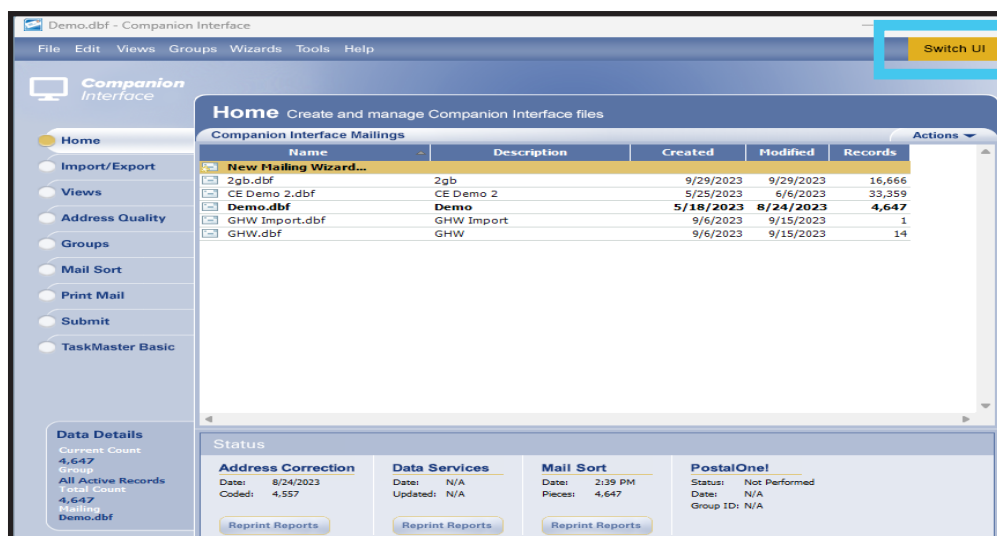 Demo.dbf - Companion Interface
File Edit Views Groups Wizards Tools Help
Switch UI
Companion
Interface
Home Create and manage Companion Interface files
Companion Interface Mailings
Actions
Name Description Created Modified Records
New Mailing Wizard...
2gb.dbf 2gb 9/29/2023 9/29/2023 16,666
CE Demo 2.dbf CE Demo 2 5/25/2023 6/6/2023 33,359
Demo.dbf Demo 5/18/2023 8/24/2023 4,647
GHW Import.dbf GHW Import 9/6/2023 9/15/2023 1
GHW.dbf GHW 9/6/2023 9/15/2023 14
Home
Import/Export
Views
Address Quality
Groups
Mail Sort
Print Mail
Submit
TaskMaster Basic
Data Details
Current Count
4,647
Group
All Active Records
Total Count
4,647
Mailing
Demo.dbf
Status
Address Correction
Date: 8/24/2023
Coded: 4,557
Reprint Reports
Data Services
Date: N/A
Updated: N/A
Reprint Reports
Mail Sort
Date: 2:39 PM
Pieces: 4,647
Reprint Reports
PostalOne!
Status: Not Performed
Date: N/A
Group ID: N/A